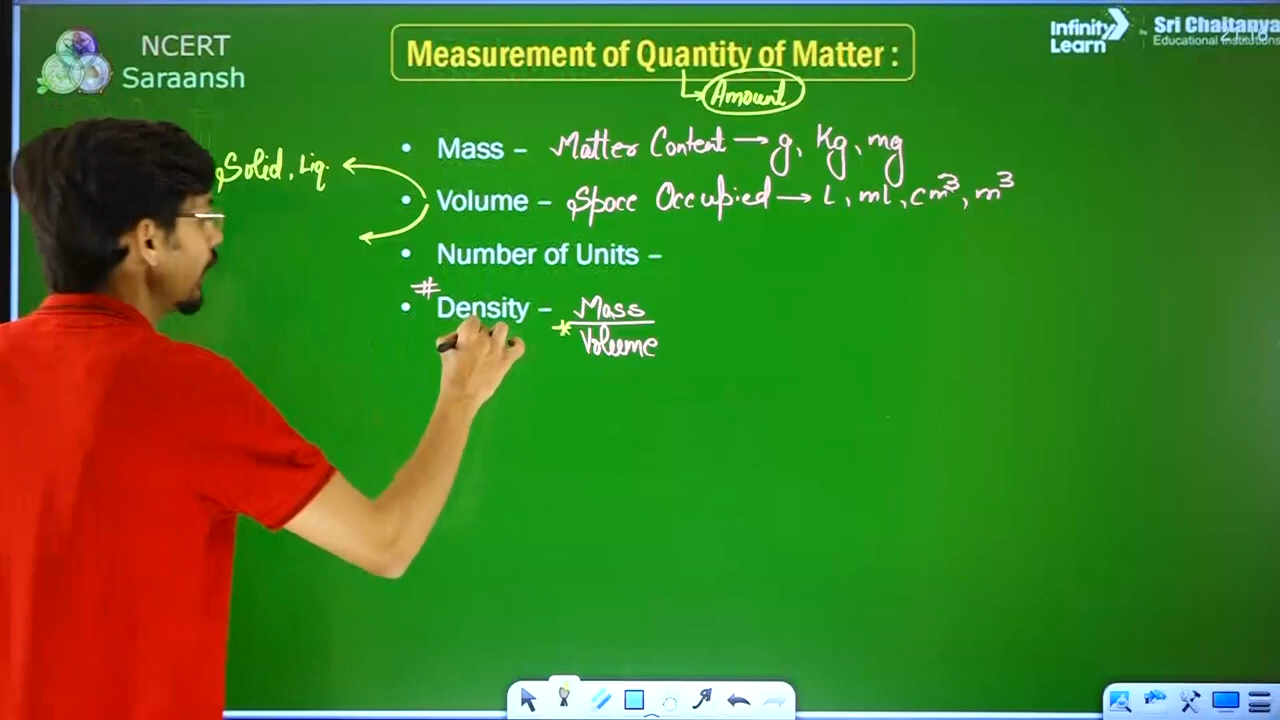 NCERT
Saraansh
Measurement of Quantity of Matter :
Infinity Learn
by Sri Chaitanya
Educational Institutions
Amount
• Mass – Matter Content → g, Kg, mg
Solid, Liq.
• Volume – Space Occupied → L, ml, cm³, m³
• Number of Units –
# • Density – * Mass
Volume